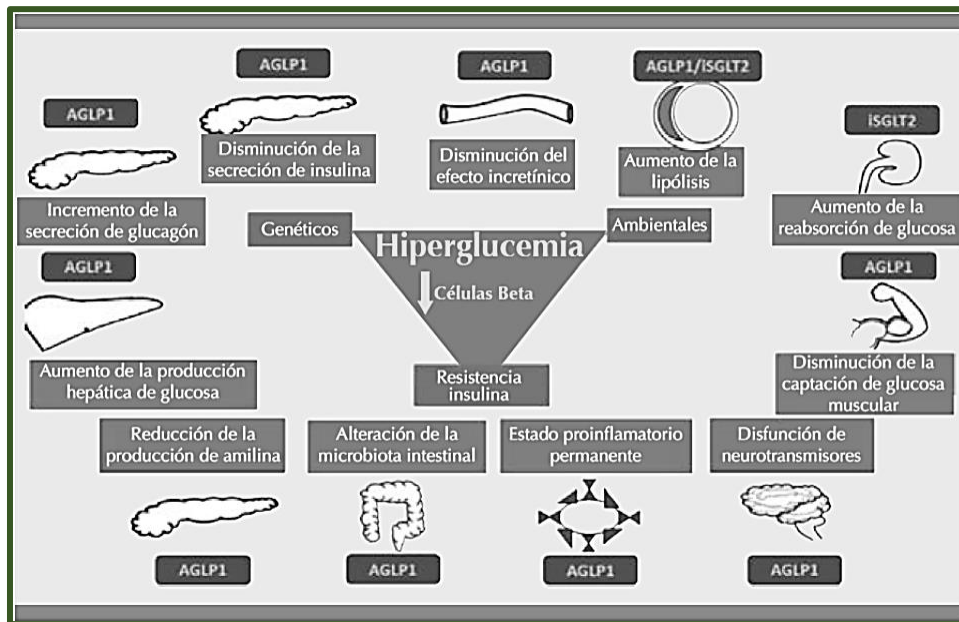 AGLP1
Disminución de la
secreción de insulina
AGLP1
Disminución del
efecto incretínico
AGLP1/iSGLT2
Aumento de la
lipólisis
AGLP1
Incremento de la
secreción de glucagón
iSGLT2
Aumento de la
reabsorción de glucosa
Genéticos
Hiperglucemia
Ambientales
Células Beta
Resistencia
insulina
AGLP1
Aumento de la producción
hepática de glucosa
AGLP1
Disminución de la
captación de glucosa
muscular
Reducción de la
producción de amilina
AGLP1
Alteración de la
microbiota intestinal
AGLP1
Estado proinflamatorio
permanente
AGLP1
Disfunción de
neurotransmisores
AGLP1